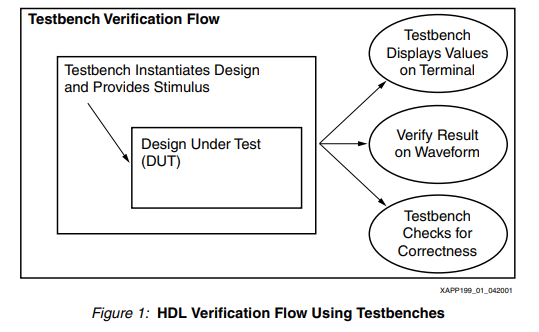 Testbench Verification Flow
Testbench Instantiates Design
and Provides Stimulus
Design Under Test
(DUT)
Testbench
Displays Values
on Terminal
Verify Result
on Waveform
Testbench
Checks for
Correctness
XAPP199_01_042001
Figure 1: HDL Verification Flow Using Testbenches